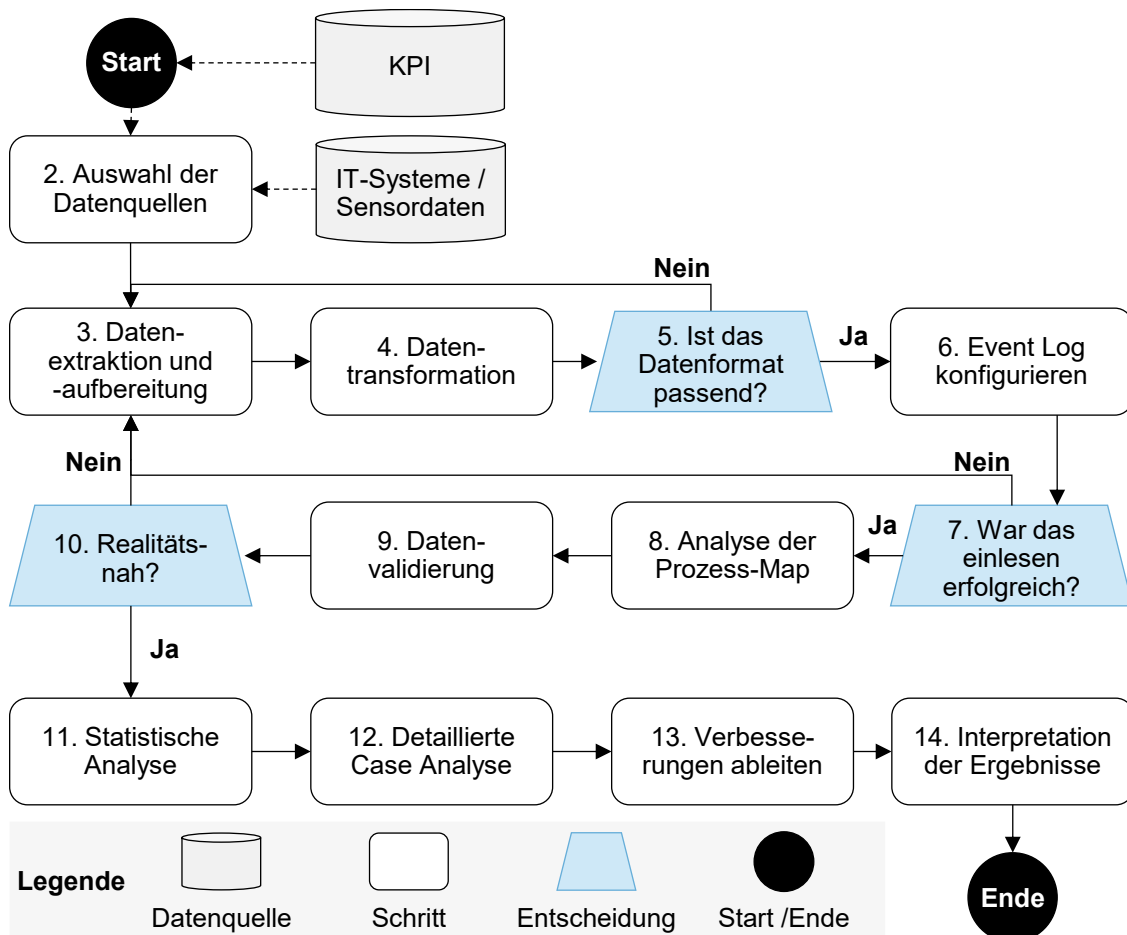 Start
KPI
2. Auswahl der
Datenquellen
IT-Systeme /
Sensordaten
Nein
3. Daten-
extraktion und
-aufbereitung
4. Daten-
transformation
5. Ist das
Datenformat
passend?
Ja
6. Event Log
konfigurieren
Nein
Nein
10. Realitäts-
nah?
9. Daten-
validierung
8. Analyse der
Prozess-Map
Ja
7. War das
einlesen
erfolgreich?
Ja
11. Statistische
Analyse
12. Detaillierte
Case Analyse
13. Verbesse-
rungen ableiten
14. Interpretation
der Ergebnisse
Legende
Datenquelle
Schritt
Entscheidung
Start /Ende
Ende